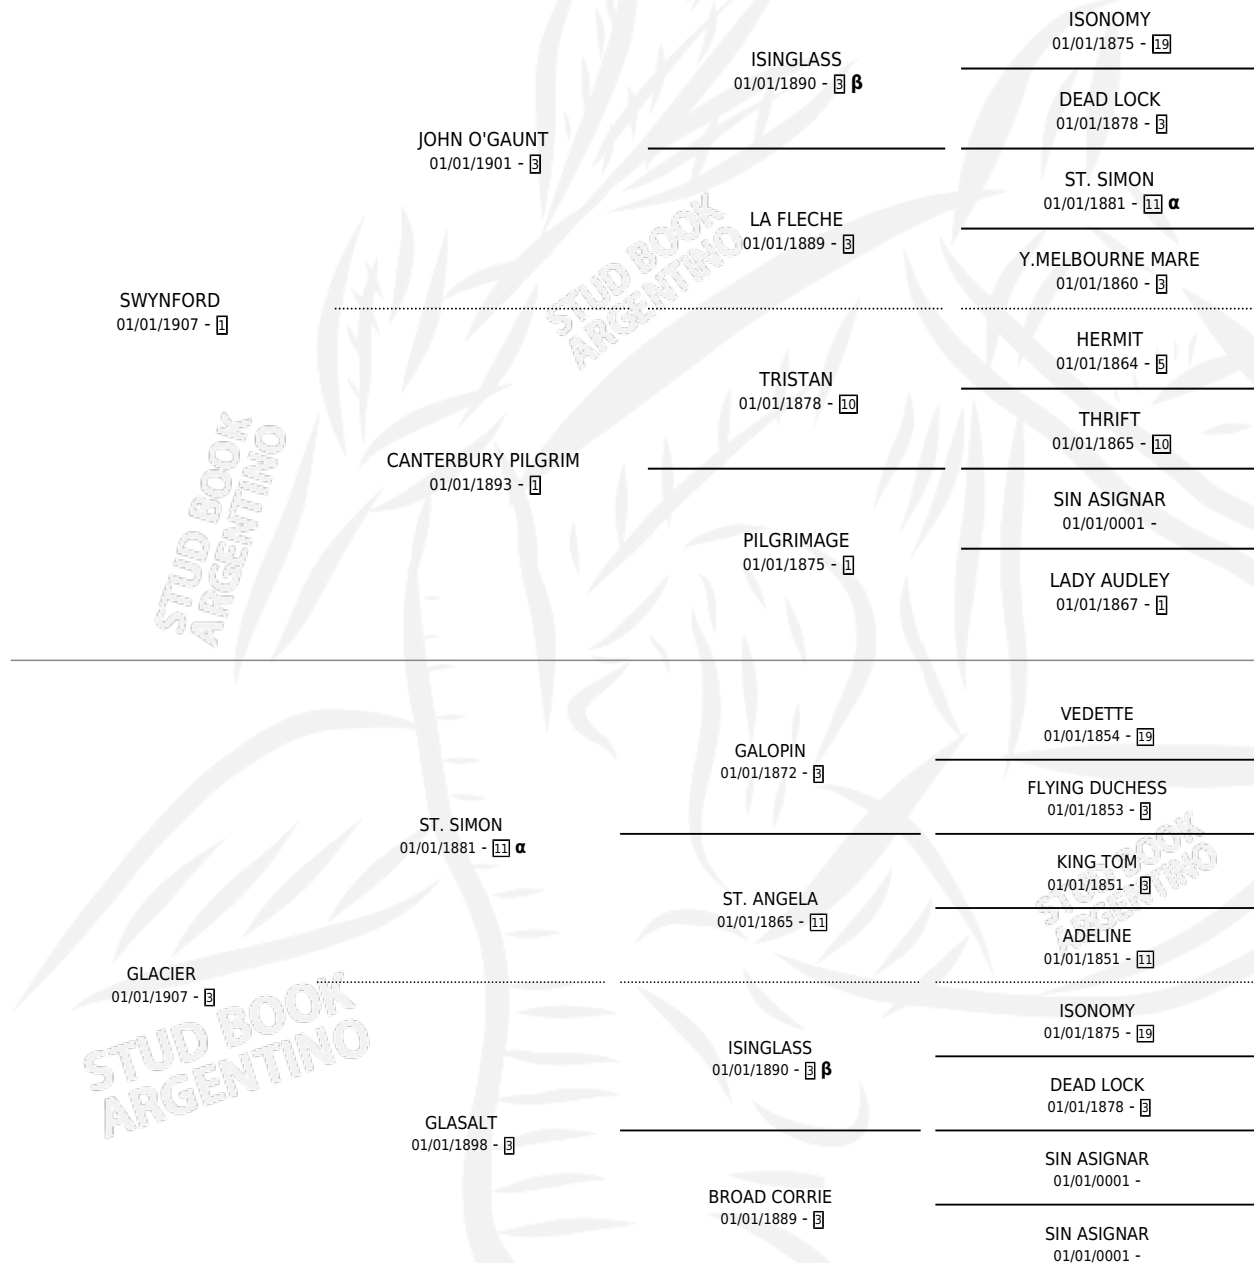 SWYNFORD
01/01/1907 - 1
JOHN O'GAUNT
01/01/1901 - 3
CANTERBURY PILGRIM
01/01/1893 - 1
ISINGLASS
01/01/1890 - 3 β
LA FLECHE
01/01/1889 - 3
TRISTAN
01/01/1878 - 10
PILGRIMAGE
01/01/1875 - 1
ISONOMY
01/01/1875 - 19
DEAD LOCK
01/01/1878 - 3
ST. SIMON
01/01/1881 - 11 α
Y.MELBOURNE MARE
01/01/1860 - 3
HERMIT
01/01/1864 - 5
THRIFT
01/01/1865 - 10
SIN ASIGNAR
01/01/0001 -
LADY AUDLEY
01/01/1867 - 1
STUD BOOK
ARGENTINO
STUD BOOK
ARGENTINO
GLACIER
01/01/1907 - 3
ST. SIMON
01/01/1881 - 11 α
GLASALT
01/01/1898 - 3
GALOPIN
01/01/1872 - 3
ST. ANGELA
01/01/1865 - 11
ISINGLASS
01/01/1890 - 3 β
BROAD CORRIE
01/01/1889 - 3
VEDETTE
01/01/1854 - 19
FLYING DUCHESS
01/01/1853 - 3
KING TOM
01/01/1851 - 3
ADELINE
01/01/1851 - 11
ISONOMY
01/01/1875 - 19
DEAD LOCK
01/01/1878 - 3
SIN ASIGNAR
01/01/0001 -
SIN ASIGNAR
01/01/0001 -
STUD BOOK
ARGENTINO
STUD BOOK
ARGENTINO